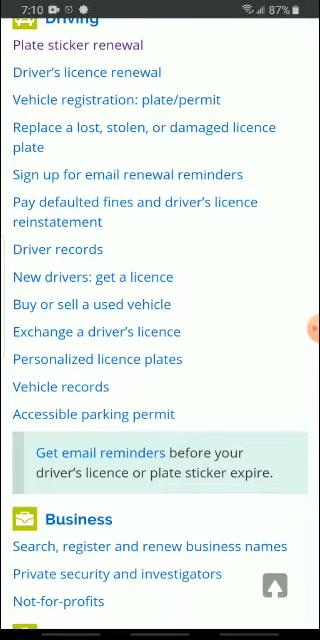 7:10
87%
Driving
Plate sticker renewal
Driver's licence renewal
Vehicle registration: plate/permit
Replace a lost, stolen, or damaged licence
plate
Sign up for email renewal reminders
Pay defaulted fines and driver's licence
reinstatement
Driver records
New drivers: get a licence
Buy or sell a used vehicle
Exchange a driver's licence
Personalized licence plates
Vehicle records
Accessible parking permit
Get email reminders before your
driver's licence or plate sticker expire.
Business
Search, register and renew business names
Private security and investigators
Not-for-profits